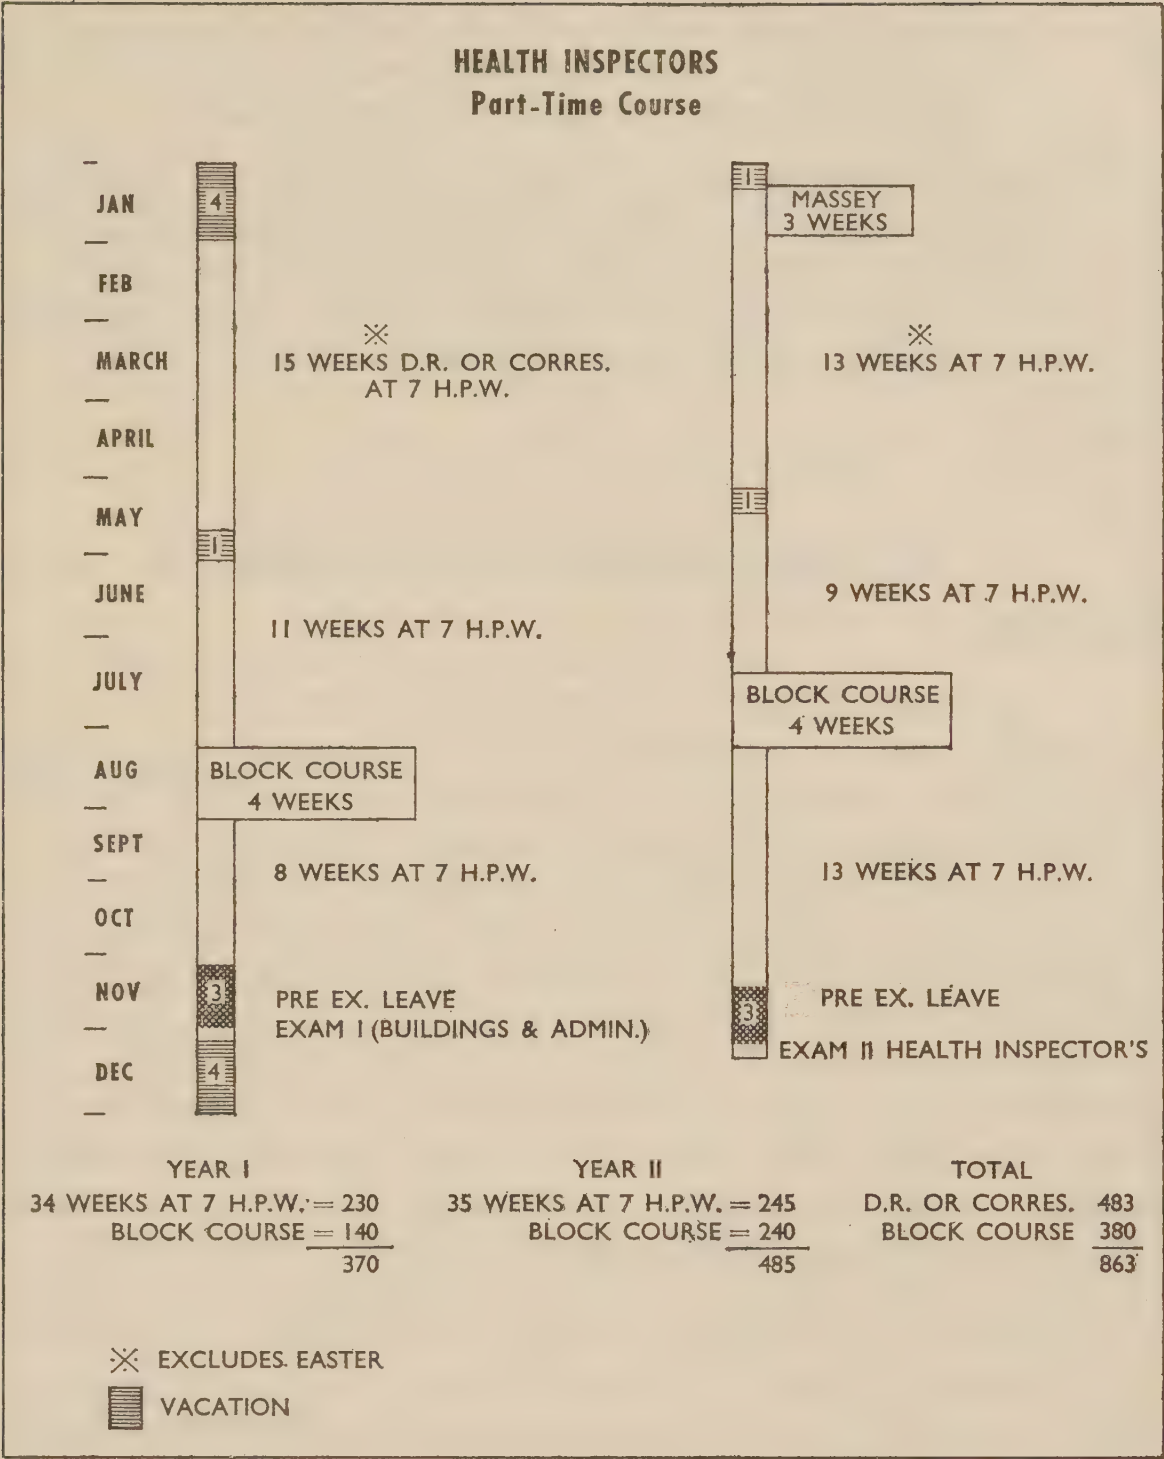 HEALTH INSPECTORS
Part-Time Course
JAN
FEB
MARCH
APRIL
MAY
JUNE
JULY
AUG
SEPT
OCT
NOV
DEC
4
※
15 WEEKS D.R. OR CORRES.
AT 7 H.P.W.
1
11 WEEKS AT 7 H.P.W.
BLOCK COURSE
4 WEEKS
8 WEEKS AT 7 H.P.W.
3
PRE EX. LEAVE
EXAM I (BUILDINGS & ADMIN.)
4
1
MASSEY
3 WEEKS
※
13 WEEKS AT 7 H.P.W.
1
9 WEEKS AT 7 H.P.W.
BLOCK COURSE
4 WEEKS
13 WEEKS AT 7 H.P.W.
3
PRE EX. LEAVE
EXAM II HEALTH INSPECTOR'S
YEAR I
34 WEEKS AT 7 H.P.W. = 230
BLOCK COURSE = 140
370
YEAR II
35 WEEKS AT 7 H.P.W. = 245
BLOCK COURSE = 240
485
TOTAL
D.R. OR CORRES. 483
BLOCK COURSE 380
863
※ EXCLUDES EASTER
VACATION